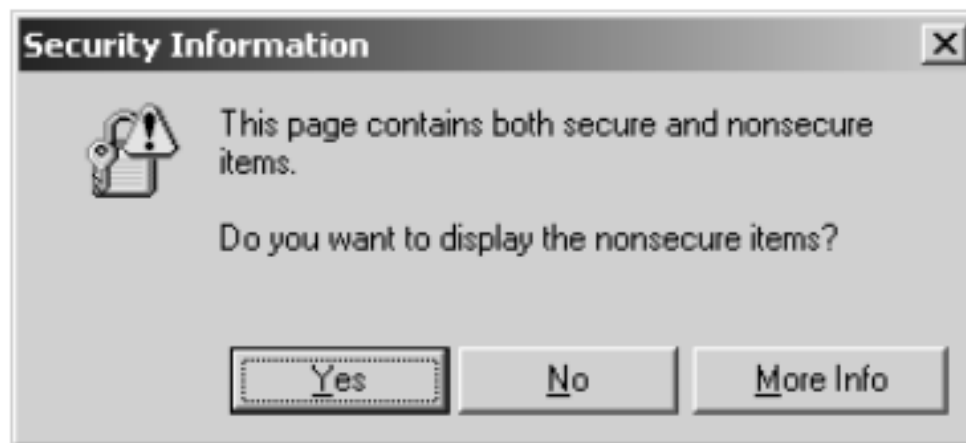 Security Information
This page contains both secure and nonsecure
items.
Do you want to display the nonsecure items?
Yes No More Info